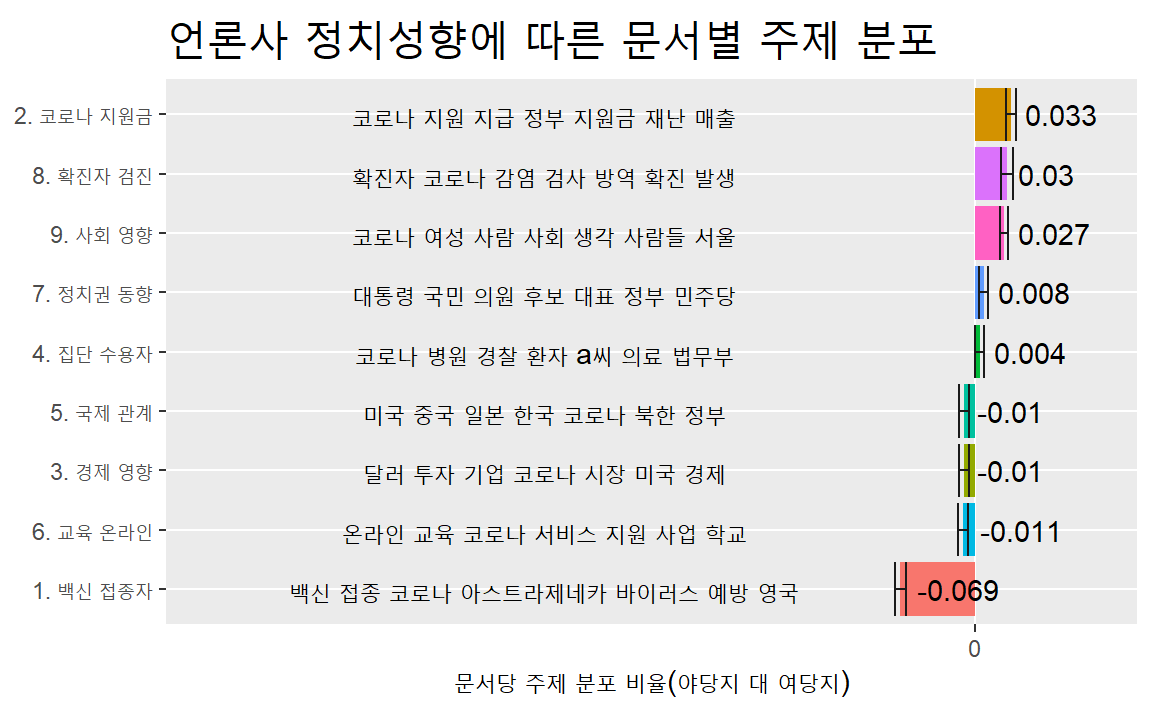 언론사 정치성향에 따른 문서별 주제 분포
2. 코로나 지원금 코로나 지원 지급 정부 지원금 재난 매출 0.033
8. 확진자 검진 확진자 코로나 감염 검사 방역 확진 발생 0.03
9. 사회 영향 코로나 여성 사람 사회 생각 사람들 서울 0.027
7. 정치권 동향 대통령 국민 의원 후보 대표 정부 민주당 0.008
4. 집단 수용자 코로나 병원 경찰 환자 a씨 의료 법무부 0.004
5. 국제 관계 미국 중국 일본 한국 코로나 북한 정부 -0.01
3. 경제 영향 달러 투자 기업 코로나 시장 미국 경제 -0.01
6. 교육 온라인 온라인 교육 코로나 서비스 지원 사업 학교 -0.011
1. 백신 접종자 백신 접종 코로나 아스트라제네카 바이러스 예방 영국 -0.069
0
문서당 주제 분포 비율(야당지 대 여당지)